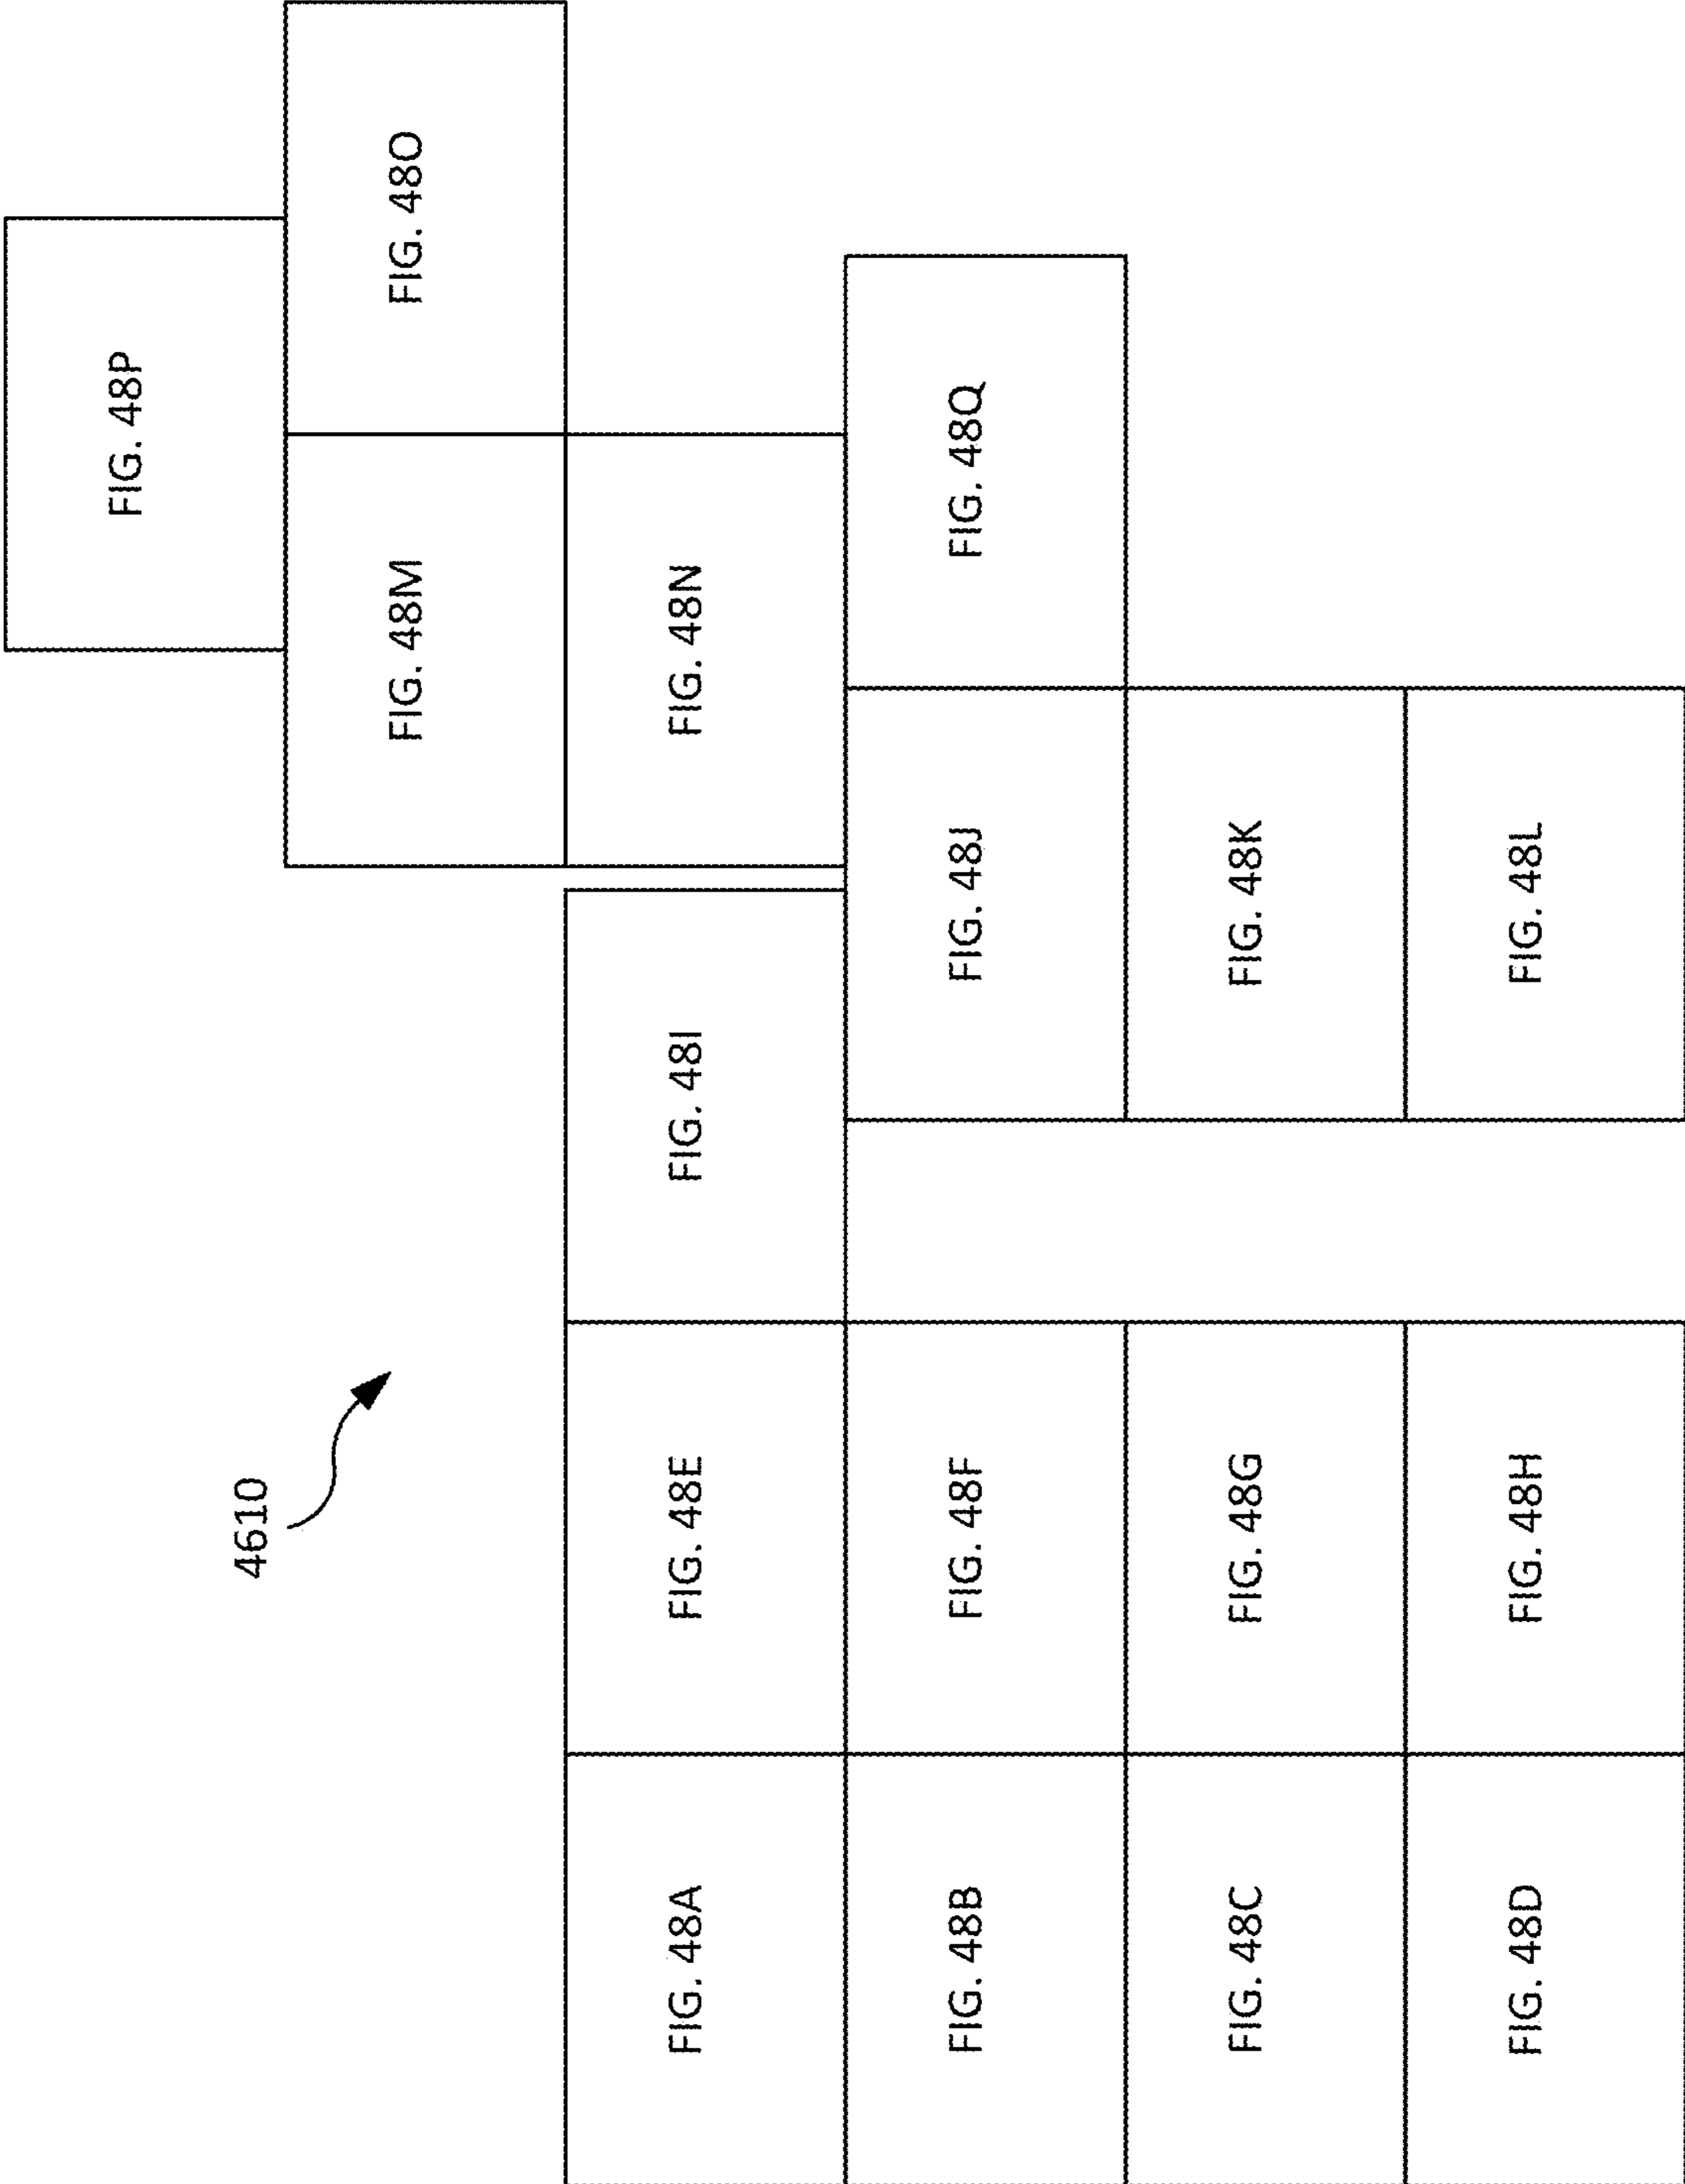 FIG. 48P
4610
FIG. 48M
FIG. 48O
FIG. 48A
FIG. 48E
FIG. 48I
FIG. 48N
FIG. 48B
FIG. 48F
FIG. 48J
FIG. 48Q
FIG. 48C
FIG. 48G
FIG. 48K
FIG. 48D
FIG. 48H
FIG. 48L